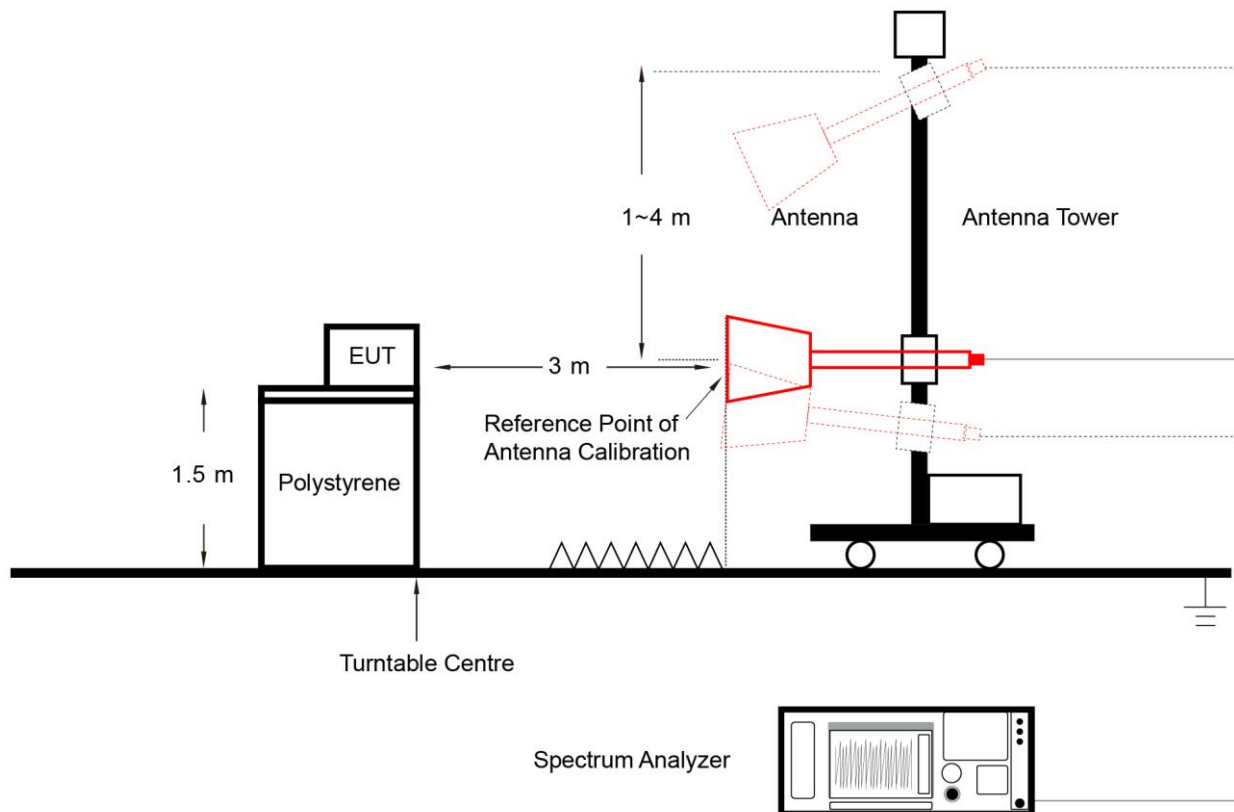 1~4 m
Antenna
Antenna Tower
EUT
3 m
Reference Point of
Antenna Calibration
1.5 m
Polystyrene
Turntable Centre
Spectrum Analyzer